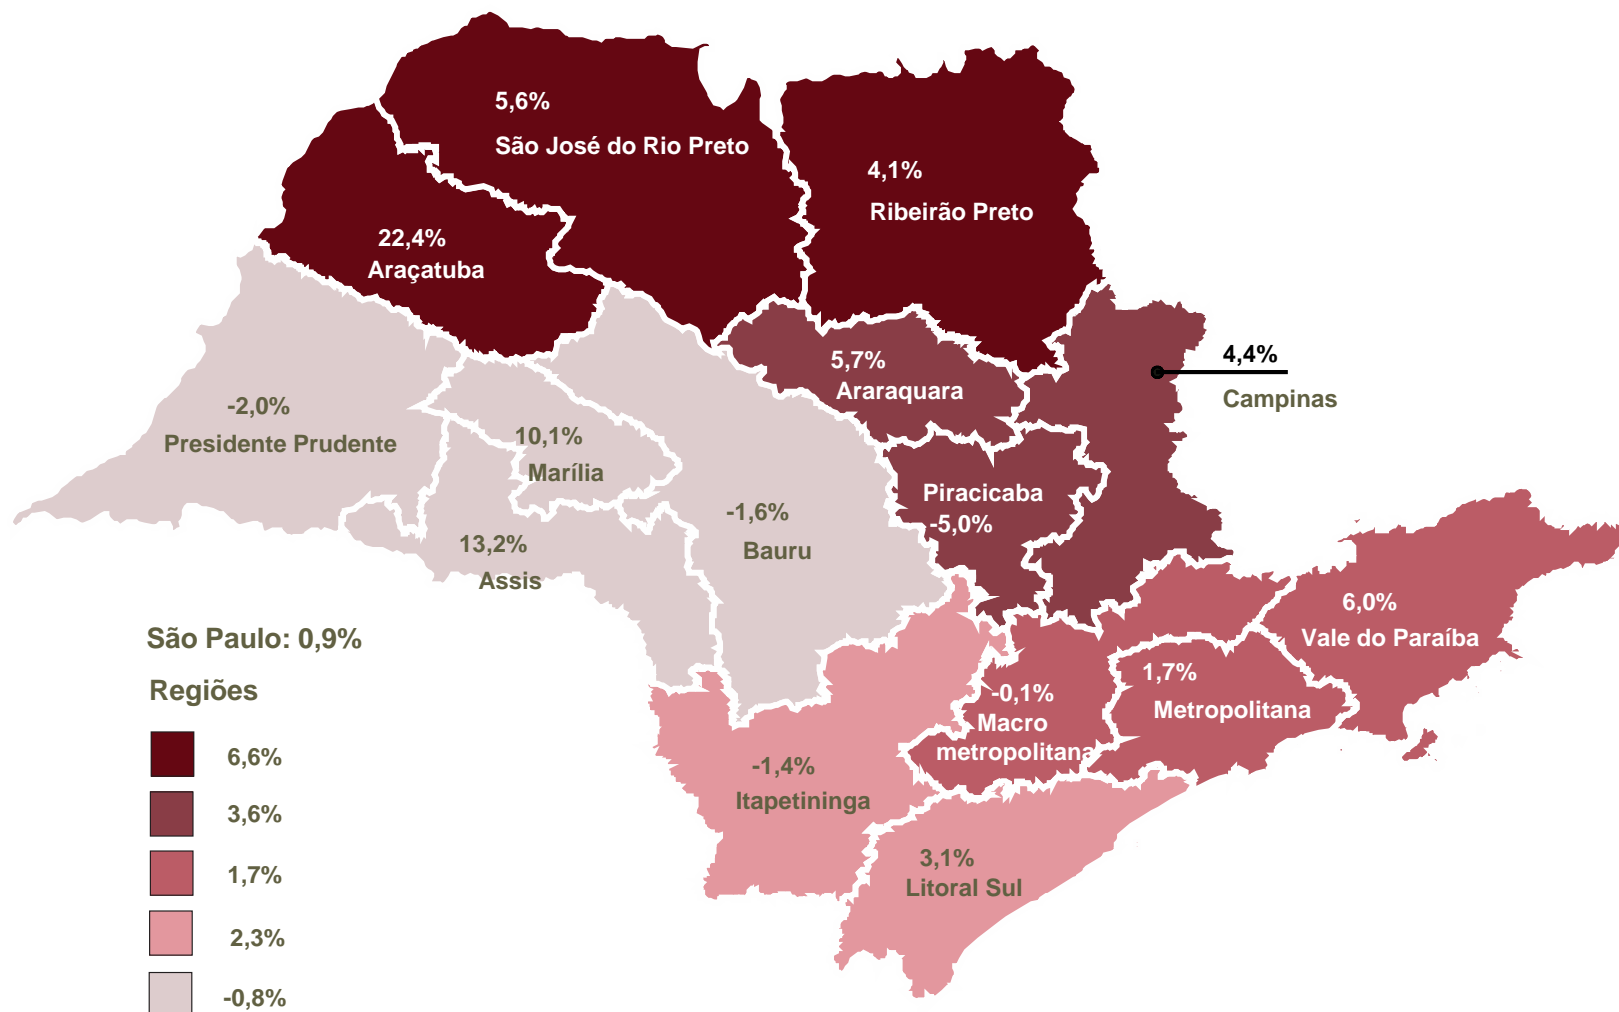 5,6%
São José do Rio Preto
4,1%
Ribeirão Preto
22,4%
Araçatuba
5,7%
Araraquara
4,4%
Campinas
-2,0%
Presidente Prudente
10,1%
Marília
Piracicaba
-5,0%
-1,6%
Bauru
13,2%
Assis
6,0%
Vale do Paraíba
1,7%
Metropolitana
-0,1%
Macro
metropolitana
-1,4%
Itapetininga
3,1%
Litoral Sul
São Paulo: 0,9%
Regiões
6,6%
3,6%
1,7%
2,3%
-0,8%